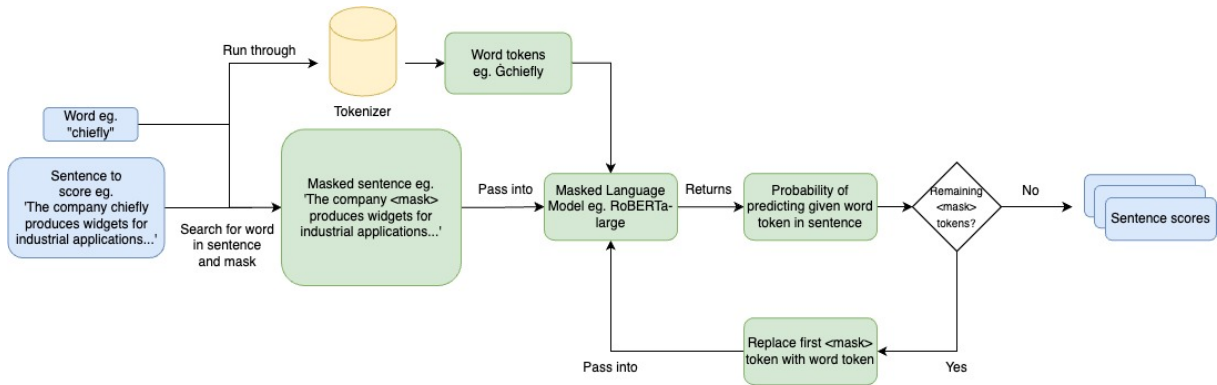 Run through
Word tokens
eg. Ġchiefly
Tokenizer
Word eg.
"chiefly"
Sentence to
score eg.
'The company chiefly
produces widgets for
industrial applications...'
Search for word
in sentence
and mask
Masked sentence eg.
'The company <mask>
produces widgets for
industrial applications...'
Pass into
Masked Language
Model eg. RoBERTa-
large
Returns
Probability of
predicting given word
token in sentence
Remaining
<mask>
tokens?
No
Sentence scores
Yes
Replace first <mask>
token with word token
Pass into